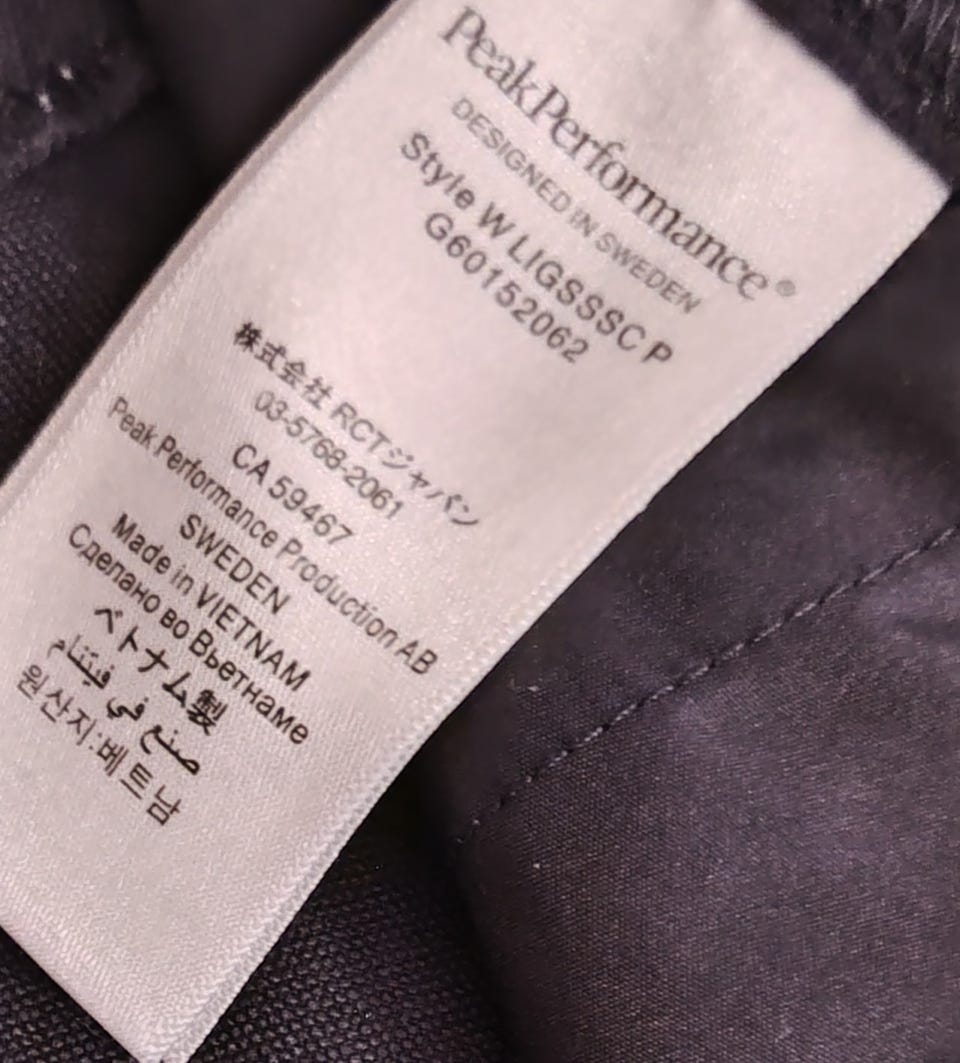 PeakPerformance®
DESIGNED IN SWEDEN
Style W LIGSSSC P
G60152062
株式会社 RCTジャパン
03-5768-2061
CA 59467
Peak Performance Production AB
SWEDEN
Made in VIETNAM
Сделано во Вьетнаме
ベトナム製
صنع في فيتنام
원산지:베트남